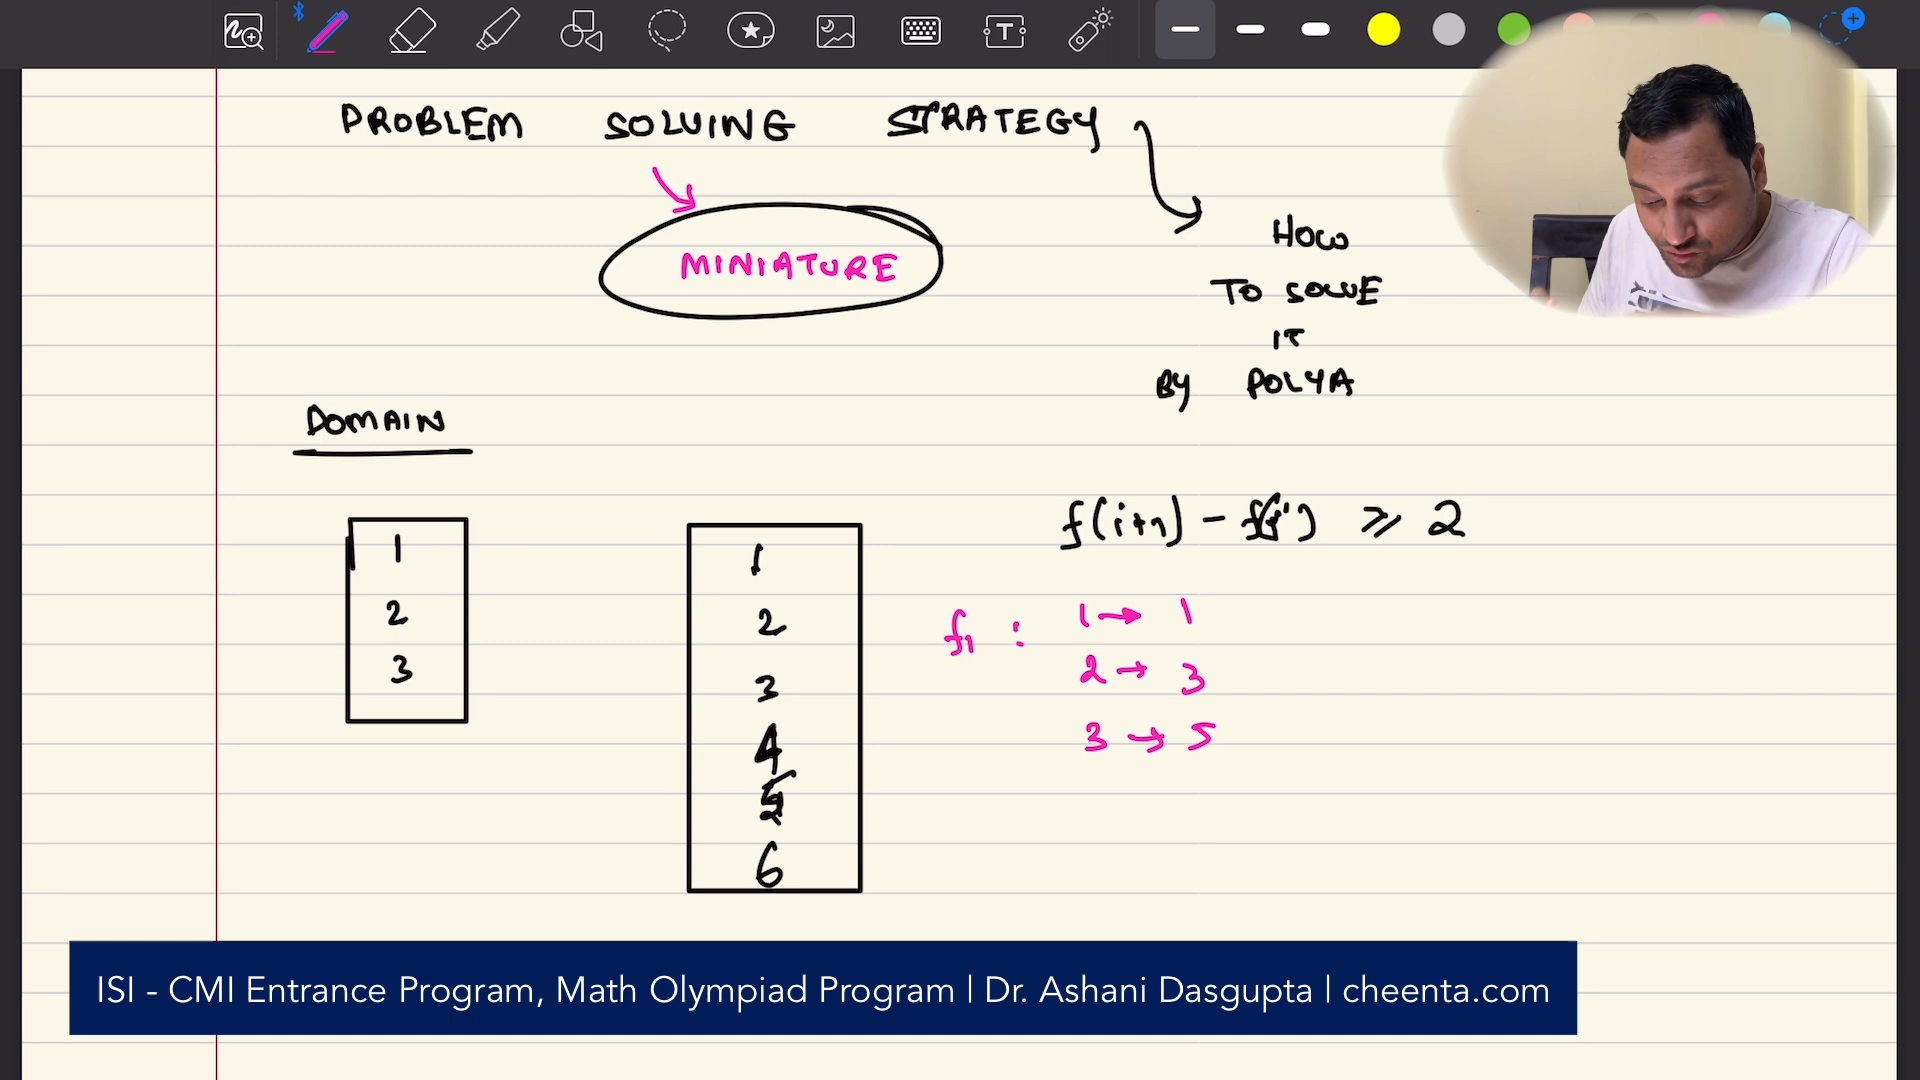 PROBLEM SOLVING STRATEGY
MINIATURE
HOW
TO SOLVE
IT
BY POLYA
DOMAIN
1
2
3
1
2
3
4
5
6
f(i+1) - f(i) ≥ 2
f₁ : 1 → 1
2 → 3
3 → 5
ISI - CMI Entrance Program, Math Olympiad Program | Dr. Ashani Dasgupta | cheenta.com